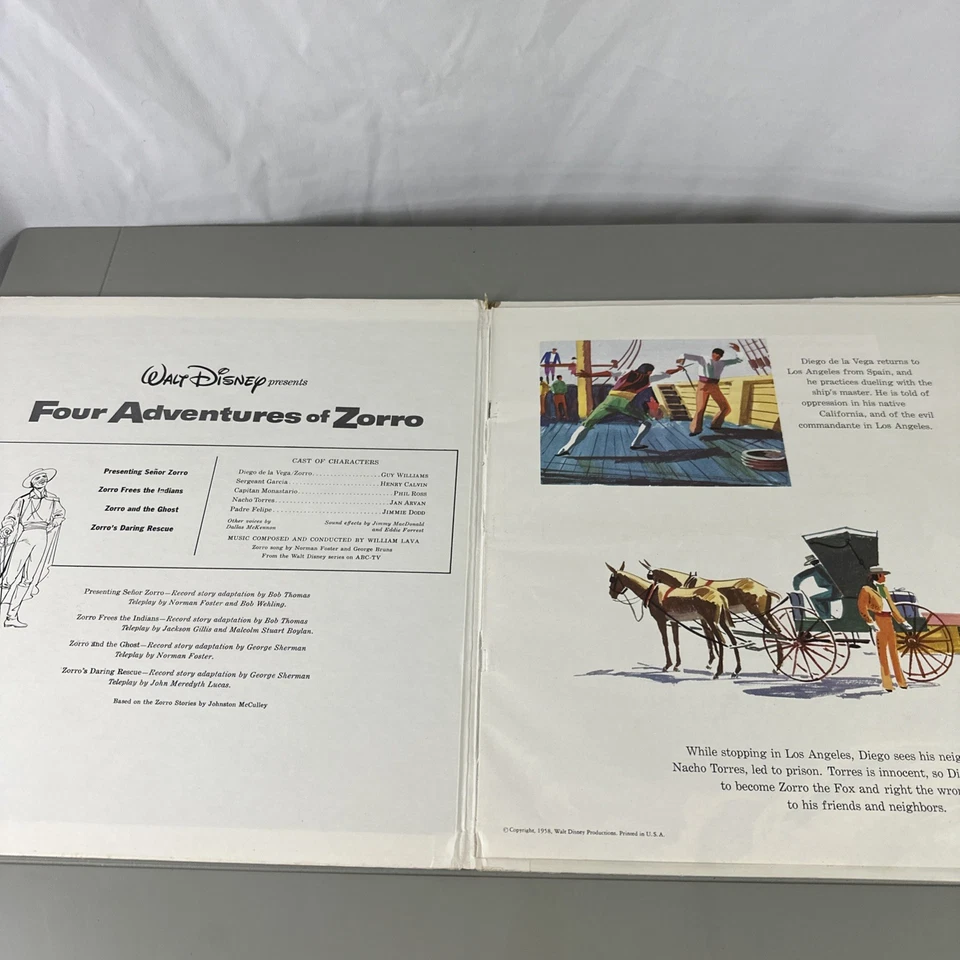 Walt Disney presents
Four Adventures of Zorro
Presenting Señor Zorro
Zorro Frees the Indians
Zorro and the Ghost
Zorro's Daring Rescue
CAST OF CHARACTERS
Diego de la Vega/Zorro....................GUY WILLIAMS
Sergeant Garcia............................HENRY CALVIN
Capitan Monastario............................PHIL ROSS
Nacho Torres...................................JAN ARVAN
Padre Felipe...................................JIMMIE DODD
Other voices by
Dallas McKennon
Sound effects by Jimmy MacDonald
and Eddie Forrest
MUSIC COMPOSED AND CONDUCTED BY WILLIAM LAVA
Zorro song by Norman Foster and George Bruns
From the Walt Disney series on ABC-TV
Presenting Señor Zorro—Record story adaptation by Bob Thomas
Teleplay by Norman Foster and Bob Wehling.
Zorro Frees the Indians—Record story adaptation by Bob Thomas
Teleplay by Jackson Gillis and Malcolm Stuart Boylan.
Zorro and the Ghost—Record story adaptation by George Sherman
Teleplay by Norman Foster.
Zorro's Daring Rescue—Record story adaptation by George Sherman
Teleplay by John Meredyth Lucas.
Based on the Zorro Stories by Johnston McCulley
Diego de la Vega returns to
Los Angeles from Spain, and
he practices dueling with the
ship's master. He is told of
oppression in his native
California, and of the evil
commandante in Los Angeles.
While stopping in Los Angeles, Diego sees his neig
Nacho Torres, led to prison. Torres is innocent, so Di
to become Zorro the Fox and right the wro
to his friends and neighbors.
© Copyright, 1958, Walt Disney Productions. Printed in U.S.A.